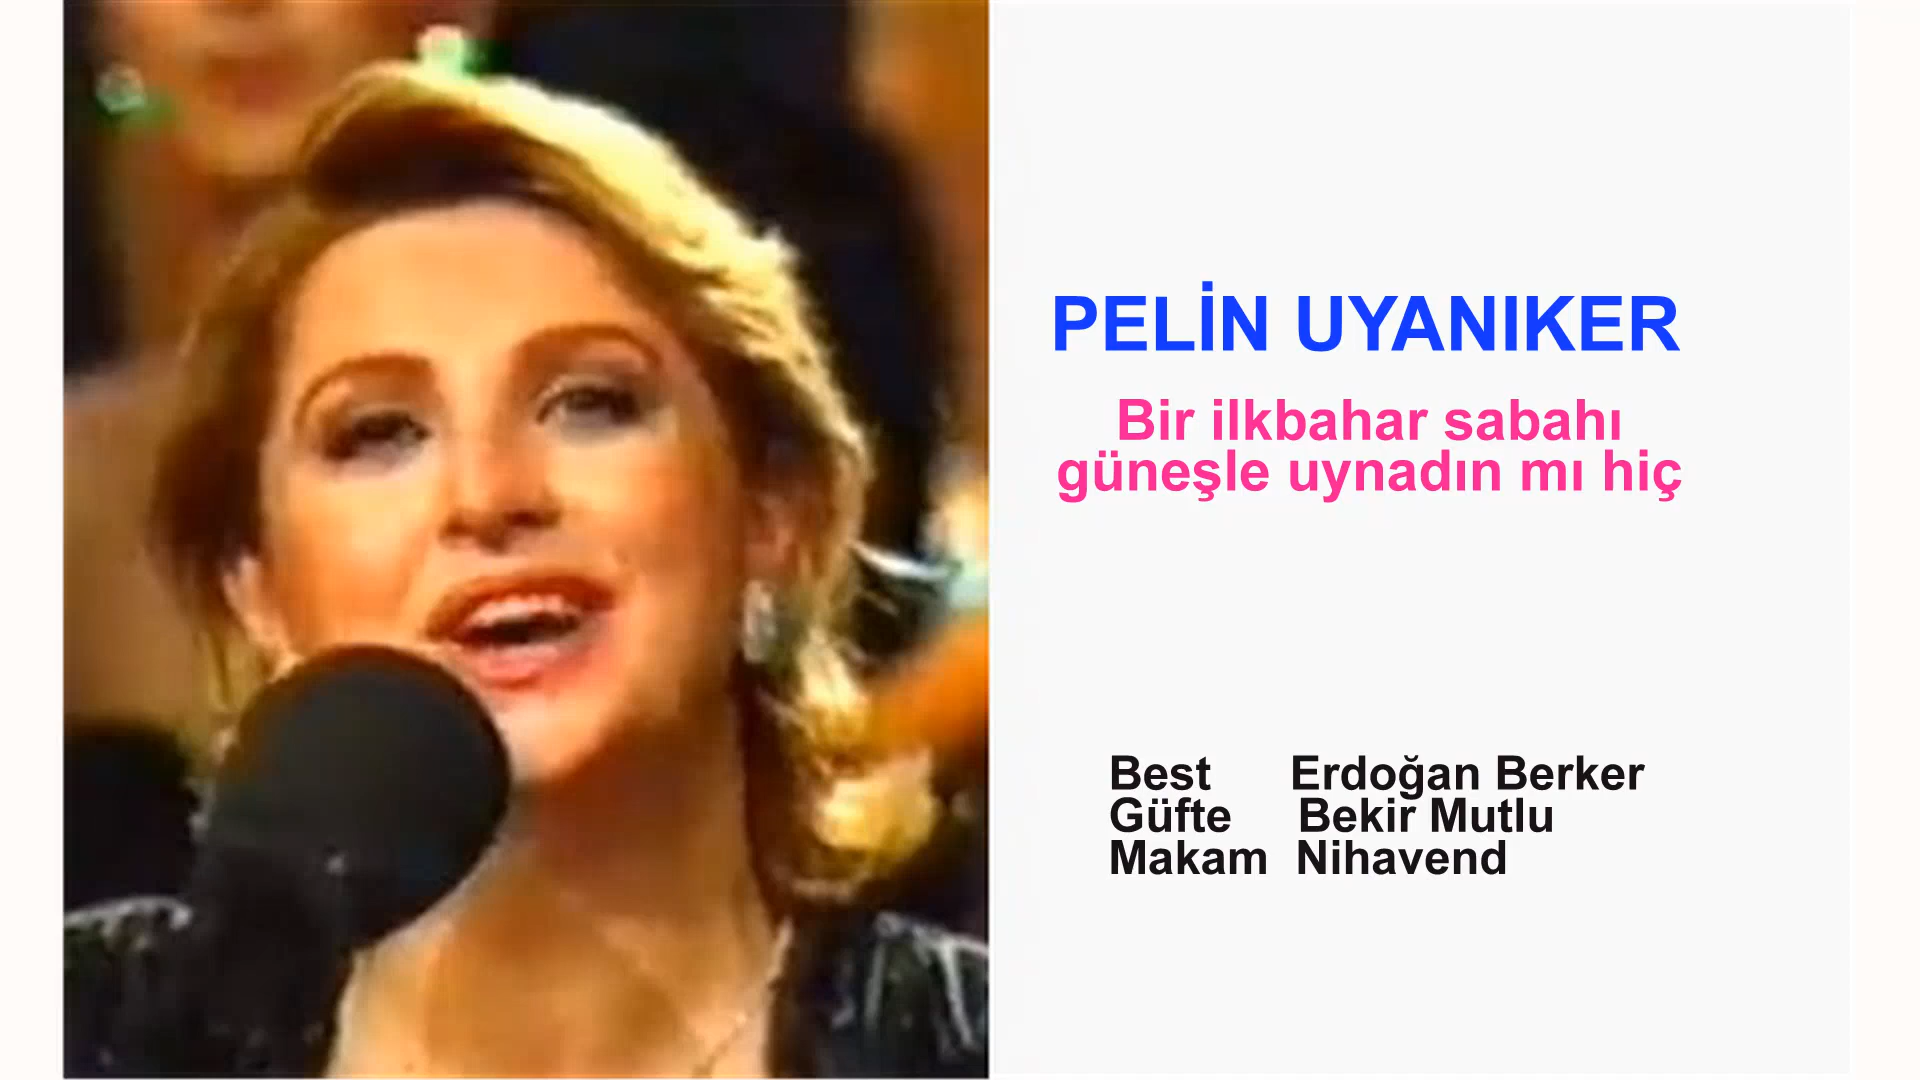 PELİN UYANIKER
Bir ilkbahar sabahı
güneşle uynadın mı hiç
Best Erdoğan Berker
Güfte Bekir Mutlu
Makam Nihavend